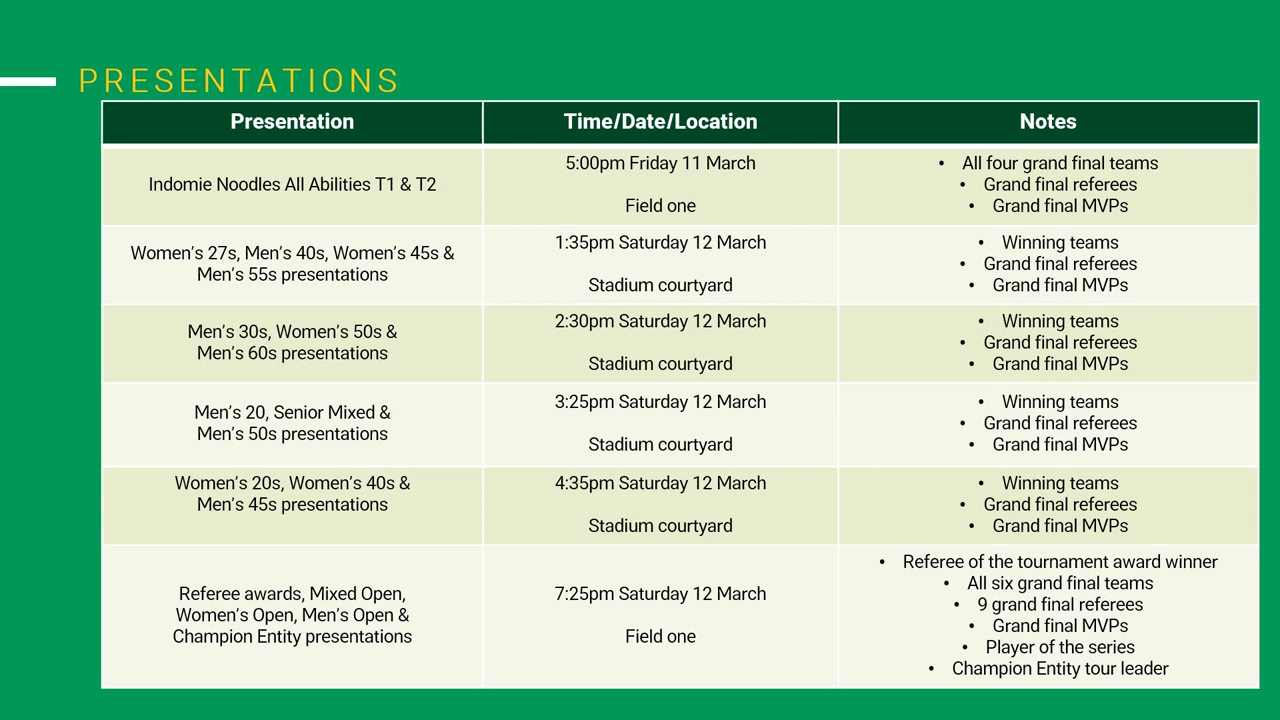 PRESENTATIONS
Presentation
Time/Date/Location
Notes
Indomie Noodles All Abilities T1 & T2
5:00pm Friday 11 March
Field one
• All four grand final teams
• Grand final referees
• Grand final MVPs
Women's 27s, Men's 40s, Women's 45s &
Men's 55s presentations
1:35pm Saturday 12 March
Stadium courtyard
• Winning teams
• Grand final referees
• Grand final MVPs
Men's 30s, Women's 50s &
Men's 60s presentations
2:30pm Saturday 12 March
Stadium courtyard
• Winning teams
• Grand final referees
• Grand final MVPs
Men's 20, Senior Mixed &
Men's 50s presentations
3:25pm Saturday 12 March
Stadium courtyard
• Winning teams
• Grand final referees
• Grand final MVPs
Women's 20s, Women's 40s &
Men's 45s presentations
4:35pm Saturday 12 March
Stadium courtyard
• Winning teams
• Grand final referees
• Grand final MVPs
Referee awards, Mixed Open,
Women's Open, Men's Open &
Champion Entity presentations
7:25pm Saturday 12 March
Field one
• Referee of the tournament award winner
• All six grand final teams
• 9 grand final referees
• Grand final MVPs
• Player of the series
• Champion Entity tour leader